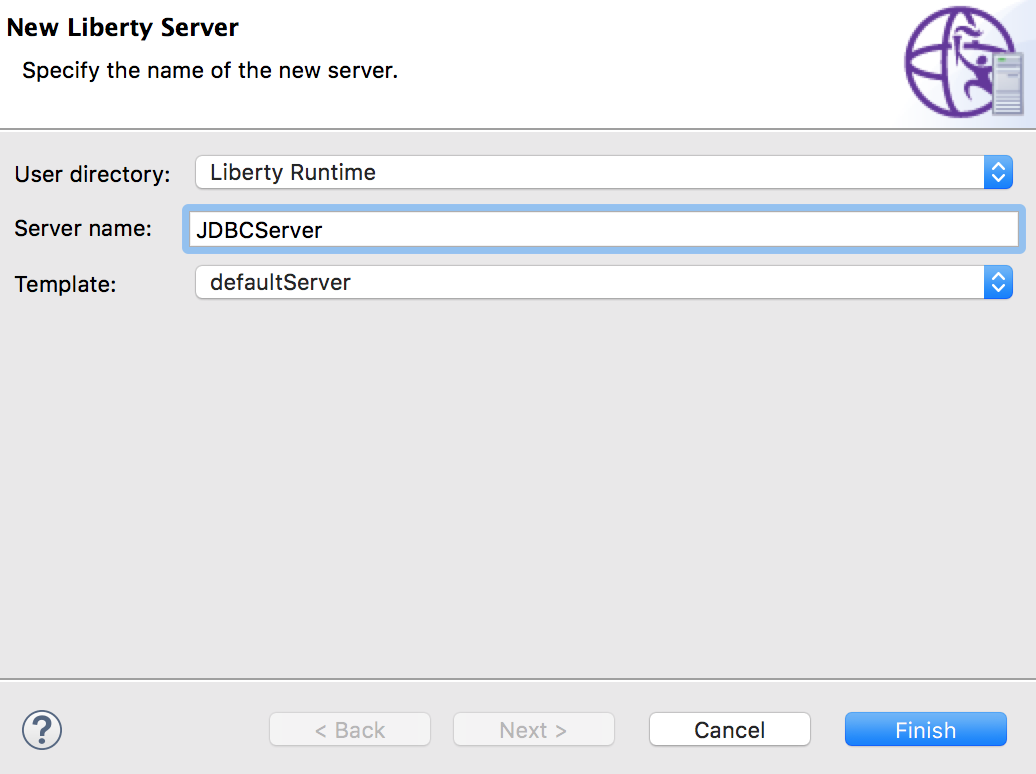 New Liberty Server
Specify the name of the new server.
User directory: Liberty Runtime
Server name: JDBCServer
Template: defaultServer
? < Back Next > Cancel Finish